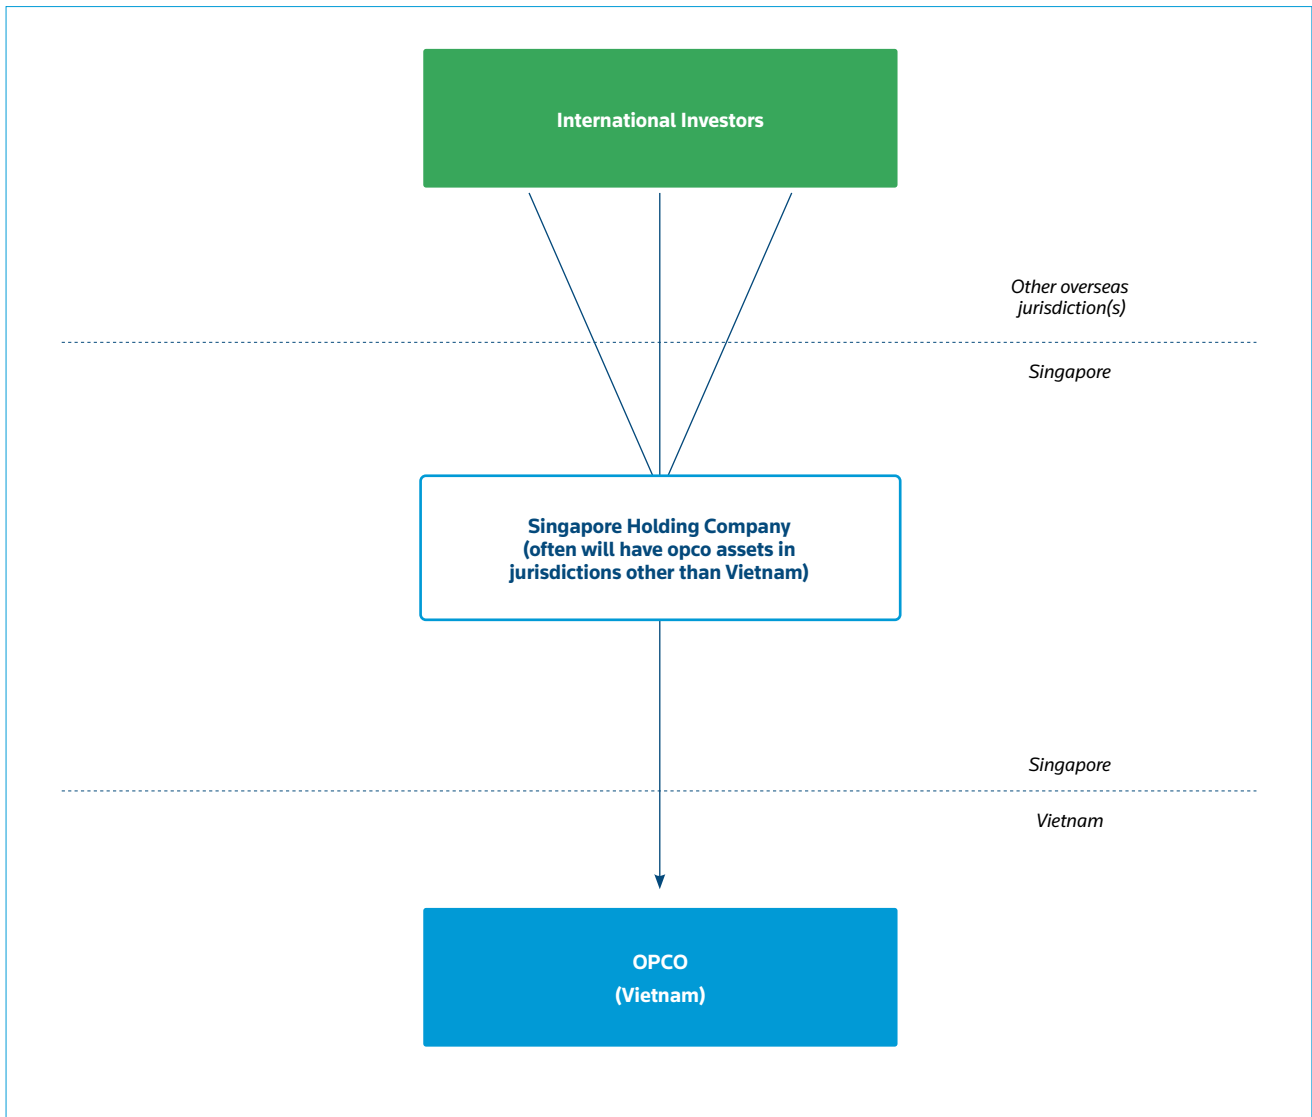 International Investors
Other overseas
jurisdiction(s)
Singapore
Singapore Holding Company
(often will have opco assets in
jurisdictions other than Vietnam)
Singapore
Vietnam
OPCO
(Vietnam)